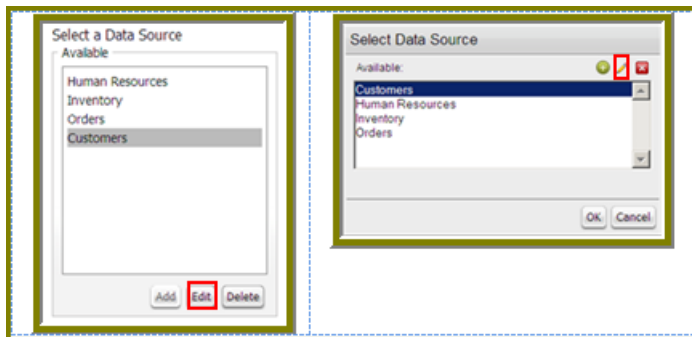 Select a Data Source
Available
Human Resources
Inventory
Orders
Customers
Add Edit Delete
Select Data Source
Available:
Customers
Human Resources
Inventory
Orders
OK Cancel